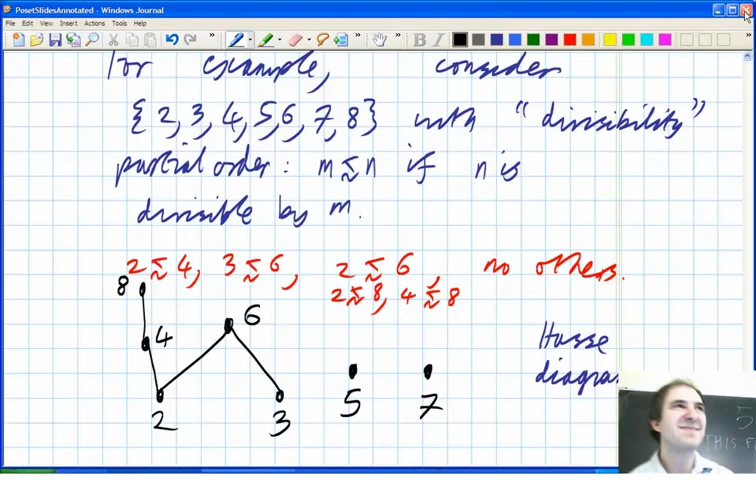 PosetSlidesAnnotated - Windows Journal
File Edit View Insert Actions Tools Help
For example, consider
{ 2, 3, 4, 5, 6, 7, 8 } with "divisibility"
partial order: m ≲ n if n is
divisible by m.
2 ≲ 4, 3 ≲ 6, 2 ≲ 6, no others.
2 ≲ 8, 4 ≲ 8
8
6
4
Hasse
diagra
2 3 5 7
5
THIS F